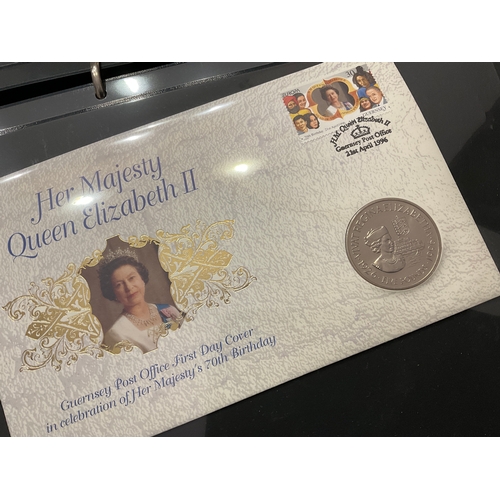 Her Majesty
Queen Elizabeth II
Guernsey Post Office First Day Cover
in celebration of Her Majesty's 70th Birthday
H.M. Queen Elizabeth II
Guernsey Post Office
21st April 1996